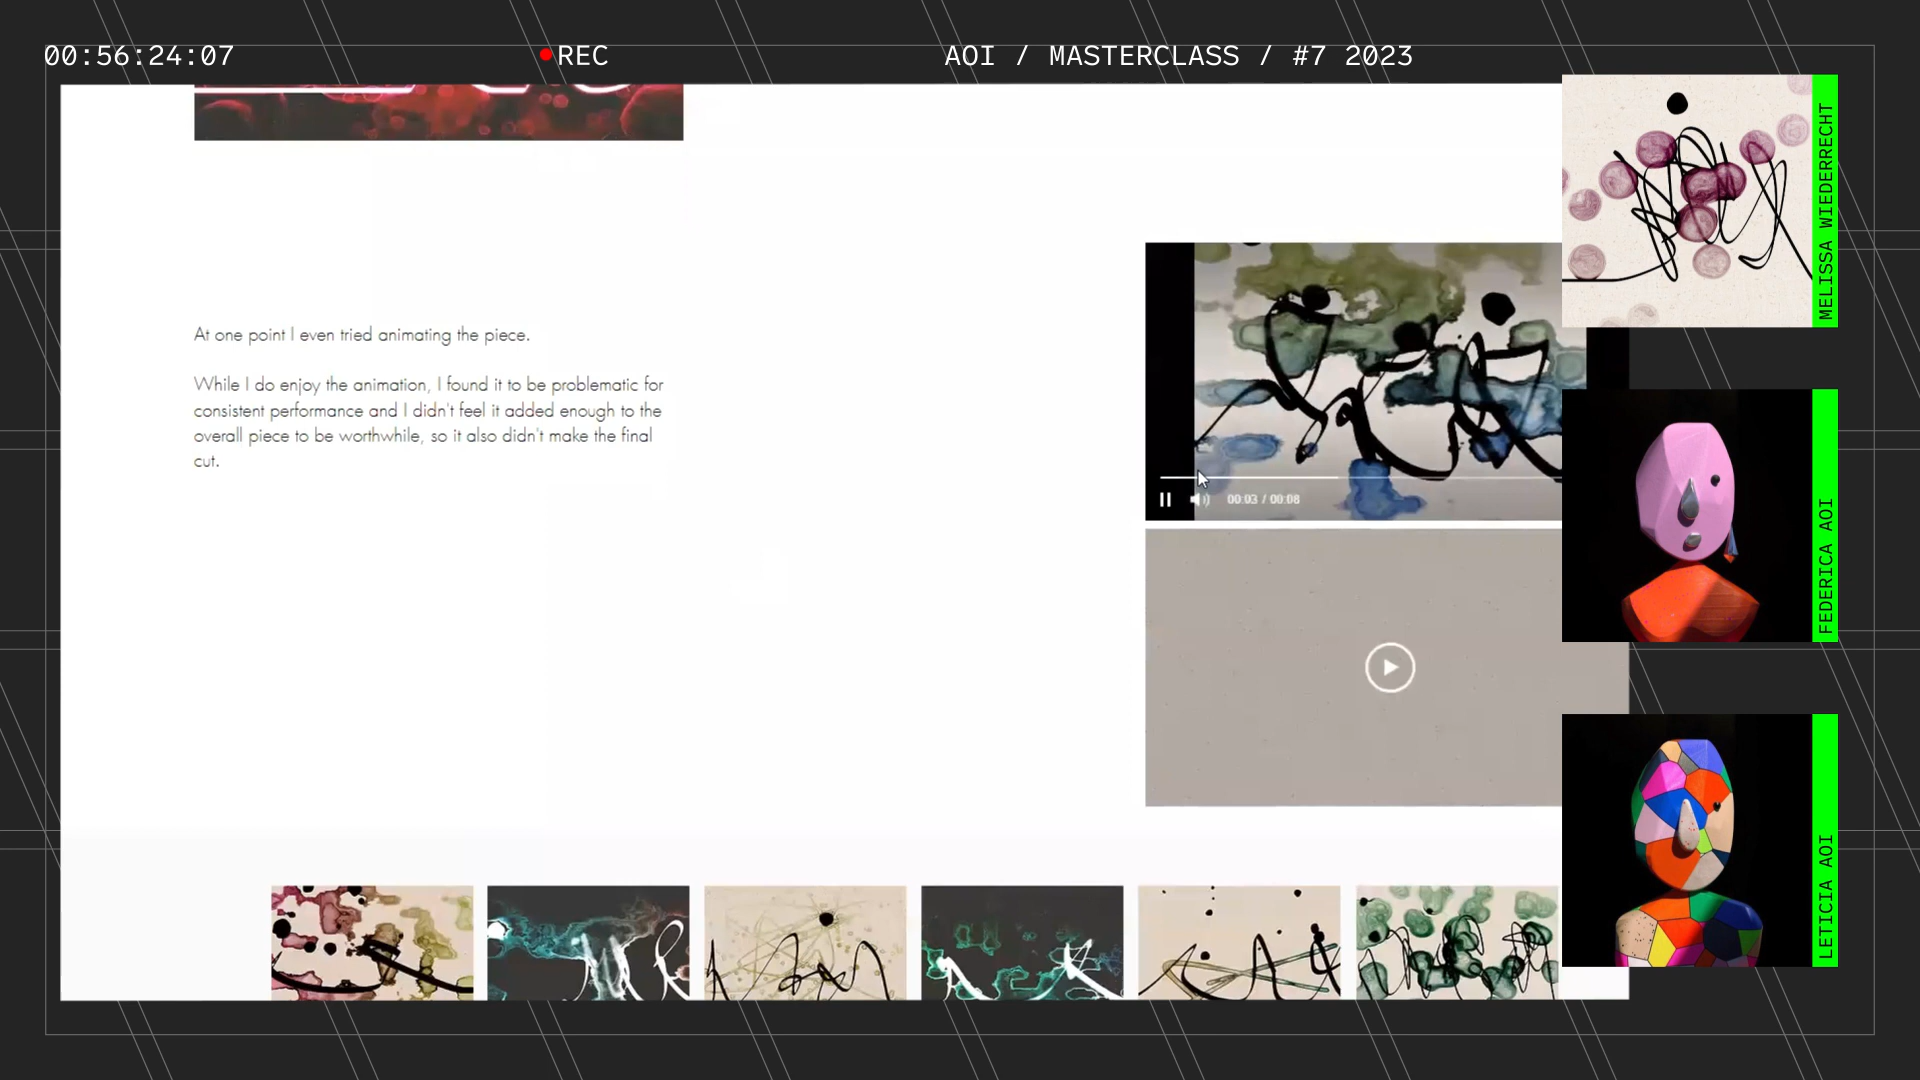 00:56:24:07
REC
AOI / MASTERCLASS / #7 2023
At one point I even tried animating the piece.
While I do enjoy the animation, I found it to be problematic for
consistent performance and I didn't feel it added enough to the
overall piece to be worthwhile, so it also didn't make the final
cut.
00:03 / 00:08
MELISSA WIEDERRECHT
FEDERICA AOI
LETICIA AOI